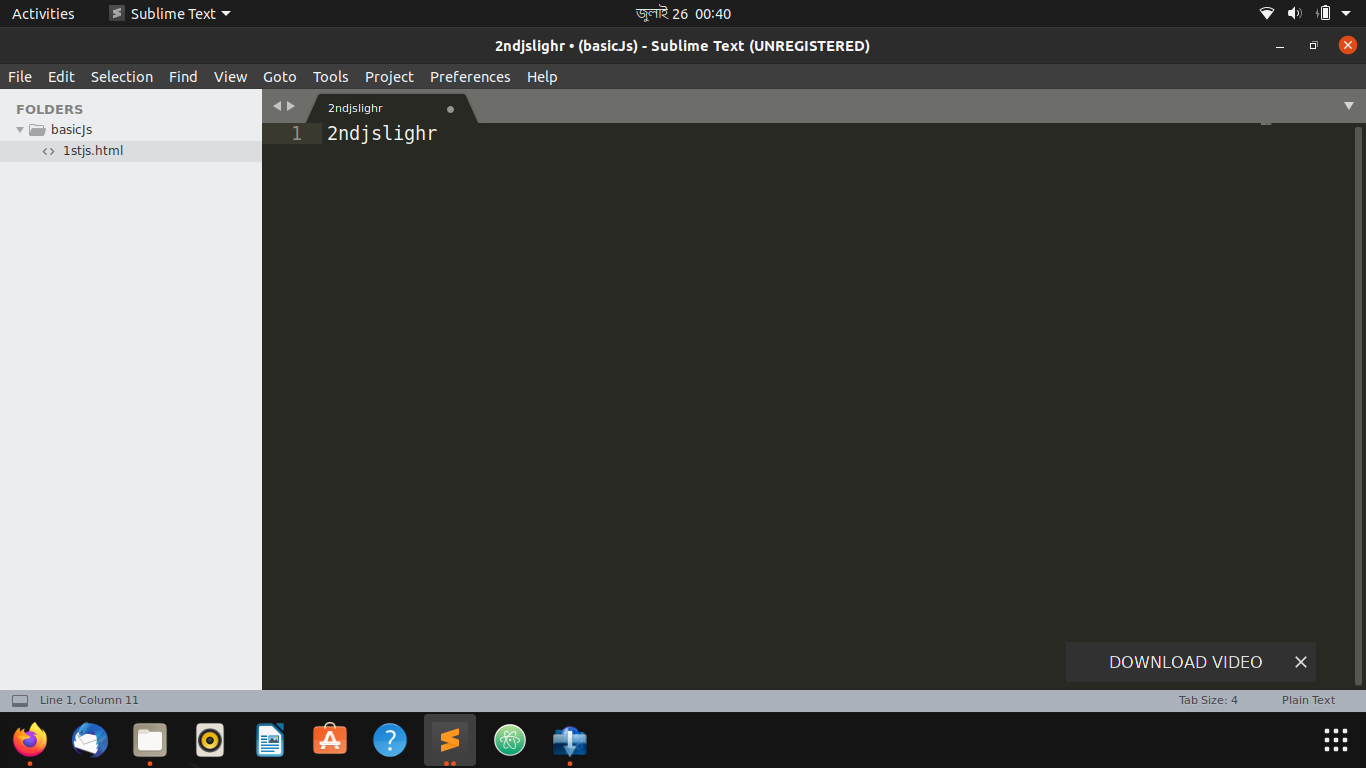 Activities Sublime Text জুলাই 26 00:40
2ndjslighr • (basicJs) - Sublime Text (UNREGISTERED)
File Edit Selection Find View Goto Tools Project Preferences Help
FOLDERS
basicJs
1stjs.html
2ndjslighr
1 2ndjslighr
DOWNLOAD VIDEO
Line 1, Column 11 Tab Size: 4 Plain Text